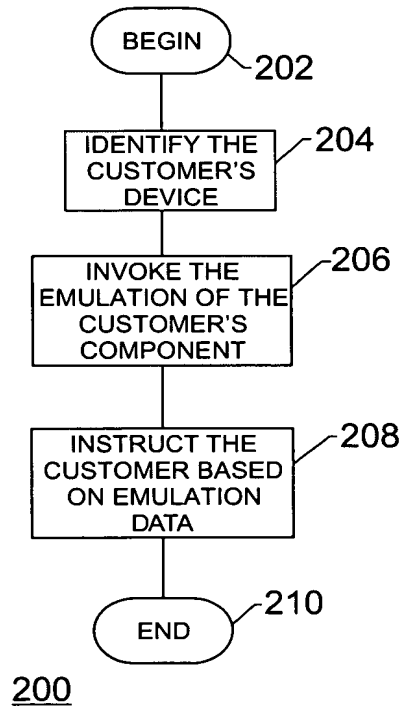 BEGIN
202
IDENTIFY THE
CUSTOMER'S
DEVICE
204
INVOKE THE
EMULATION OF THE
CUSTOMER'S
COMPONENT
206
INSTRUCT THE
CUSTOMER BASED
ON EMULATION
DATA
208
END
210
200